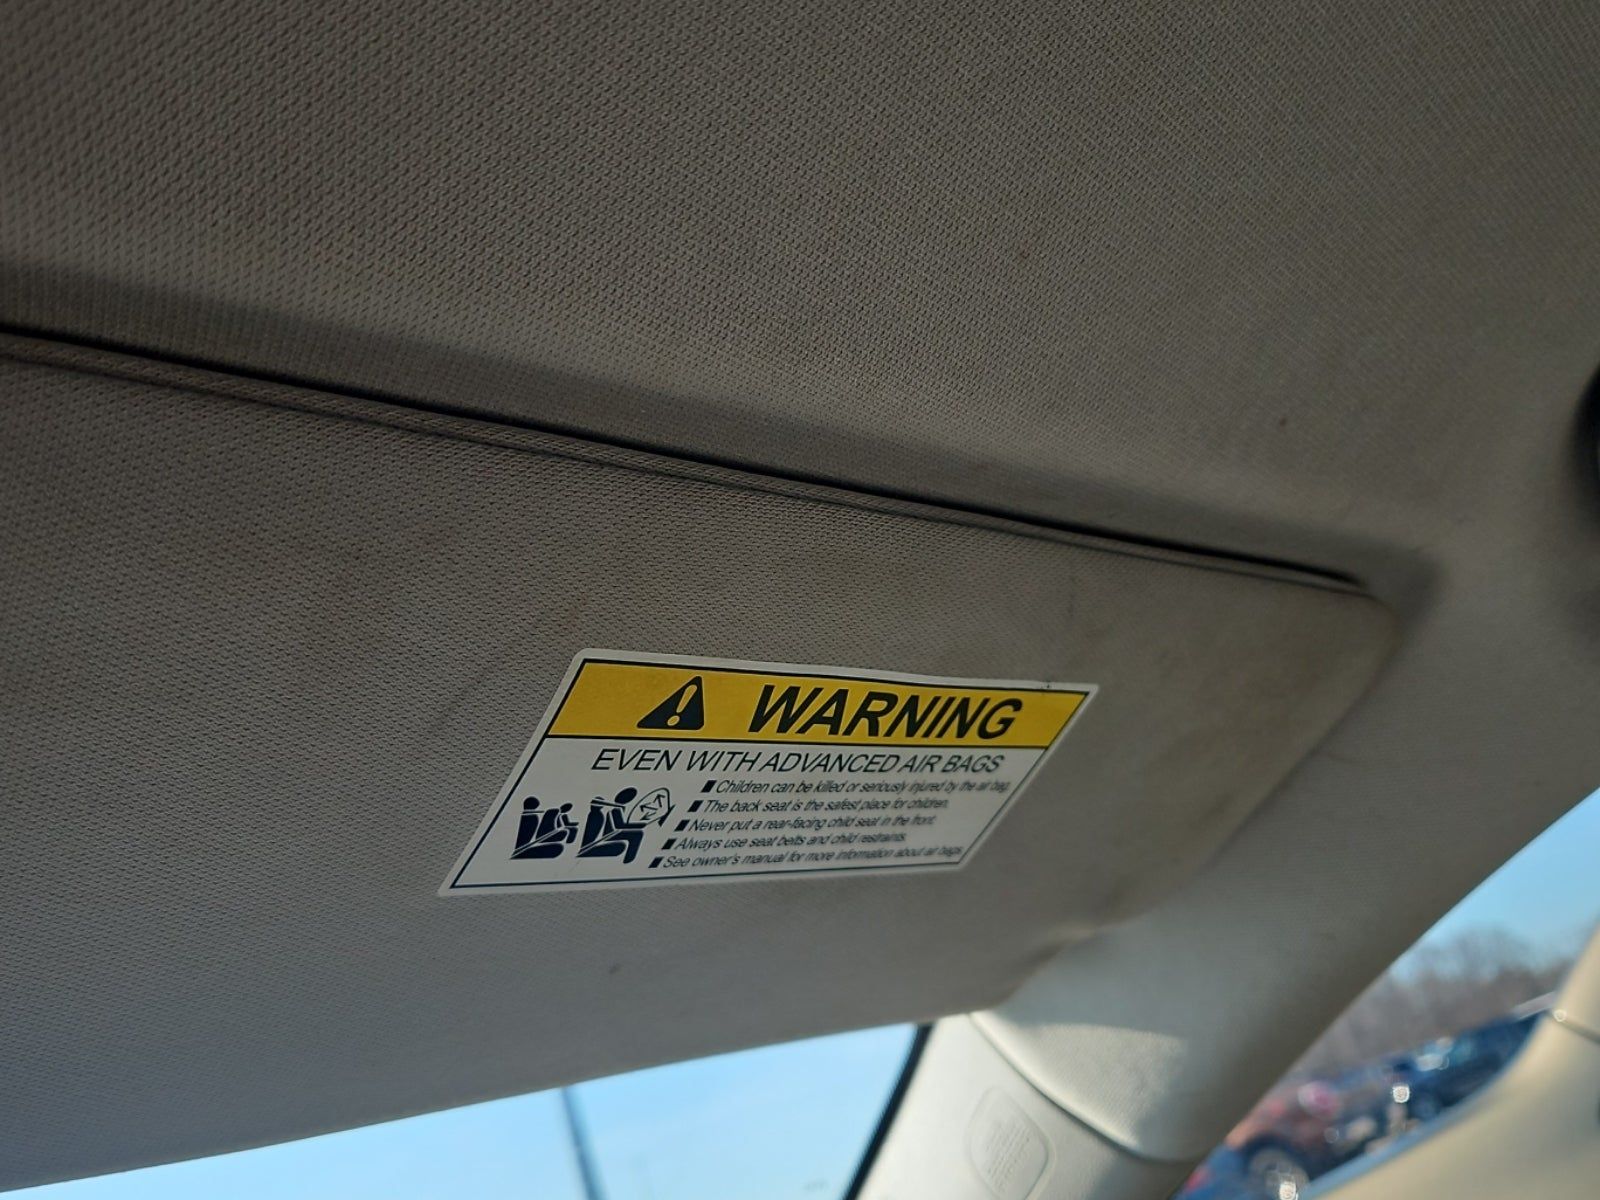 WARNING
EVEN WITH ADVANCED AIR BAGS
Children can be killed or seriously injured by the air bag.
The back seat is the safest place for children.
Never put a rear-facing child seat in the front.
Always use seat belts and child restraints.
See owner's manual for more information about air bags.